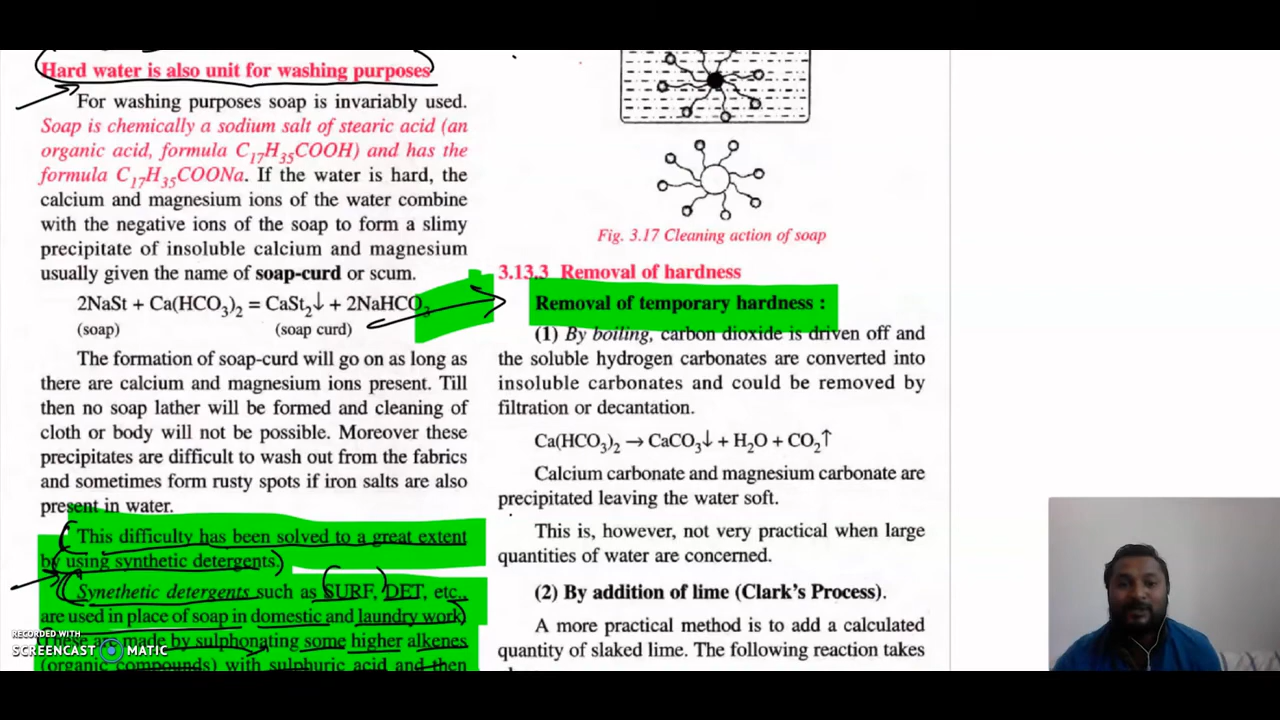 Hard water is also unit for washing purposes
For washing purposes soap is invariably used.
Soap is chemically a sodium salt of stearic acid (an
organic acid, formula C₁₇H₃₅COOH) and has the
formula C₁₇H₃₅COONa. If the water is hard, the
calcium and magnesium ions of the water combine
with the negative ions of the soap to form a slimy
precipitate of insoluble calcium and magnesium
usually given the name of soap-curd or scum.
2NaSt + Ca(HCO₃)₂ = CaSt₂↓ + 2NaHCO₃
(soap) (soap curd)
The formation of soap-curd will go on as long as
there are calcium and magnesium ions present. Till
then no soap lather will be formed and cleaning of
cloth or body will not be possible. Moreover these
precipitates are difficult to wash out from the fabrics
and sometimes form rusty spots if iron salts are also
present in water.
This difficulty has been solved to a great extent
by using synthetic detergents.
Synethetic detergents such as SURF, DET, etc.,
are used in place of soap in domestic and laundry work
These are made by sulphonating some higher alkenes
(organic compounds) with sulphuric acid and then
Fig. 3.17 Cleaning action of soap
3.13.3 Removal of hardness
Removal of temporary hardness :
(1) By boiling, carbon dioxide is driven off and
the soluble hydrogen carbonates are converted into
insoluble carbonates and could be removed by
filtration or decantation.
Ca(HCO₃)₂ → CaCO₃↓ + H₂O + CO₂↑
Calcium carbonate and magnesium carbonate are
precipitated leaving the water soft.
This is, however, not very practical when large
quantities of water are concerned.
(2) By addition of lime (Clark's Process).
A more practical method is to add a calculated
quantity of slaked lime. The following reaction takes
RECORDED WITH
SCREENCAST MATIC